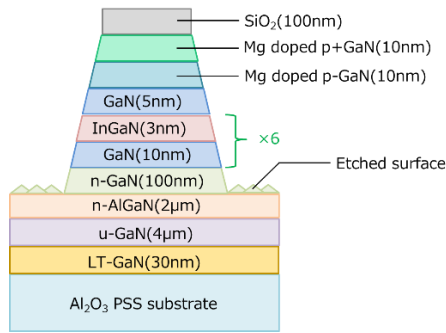 SiO₂(100nm)
Mg doped p+GaN(10nm)
Mg doped p-GaN(10nm)
GaN(5nm)
InGaN(3nm)
×6
GaN(10nm)
Etched surface
n-GaN(100nm)
n-AlGaN(2μm)
u-GaN(4μm)
LT-GaN(30nm)
Al₂O₃ PSS substrate